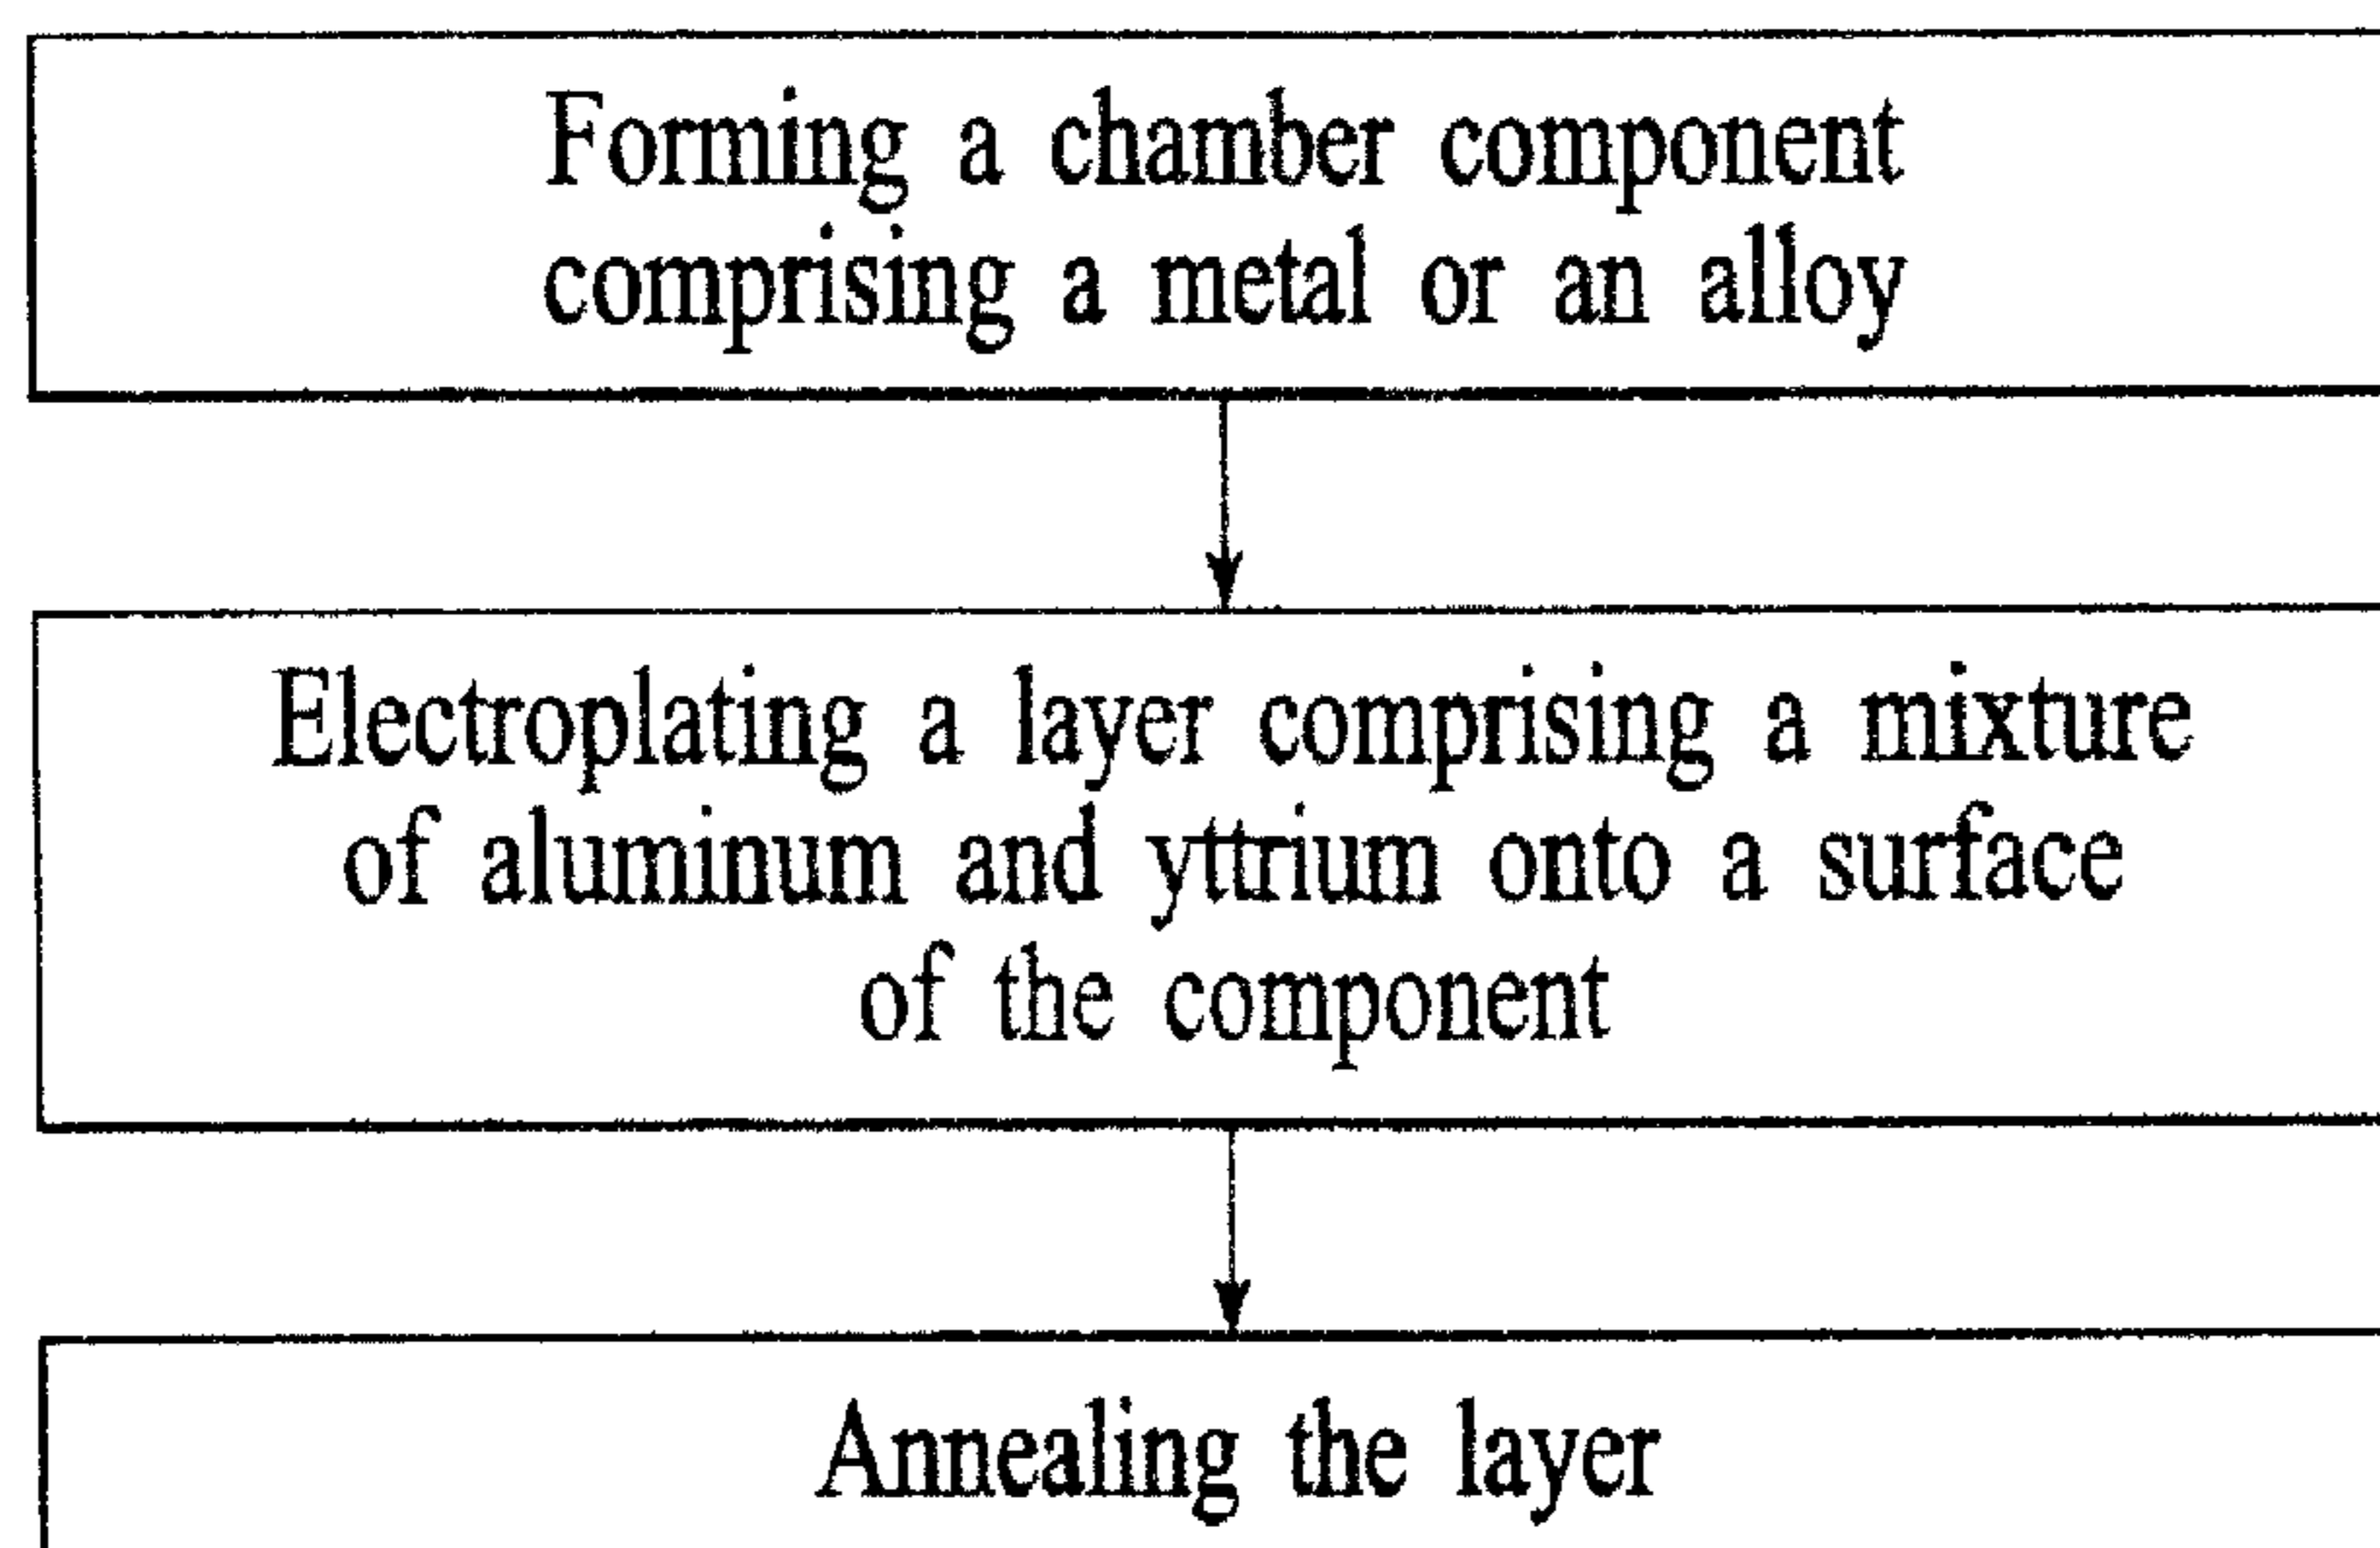 Forming a chamber component
comprising a metal or an alloy
Electroplating a layer comprising a mixture
of aluminum and yttrium onto a surface
of the component
Annealing the layer